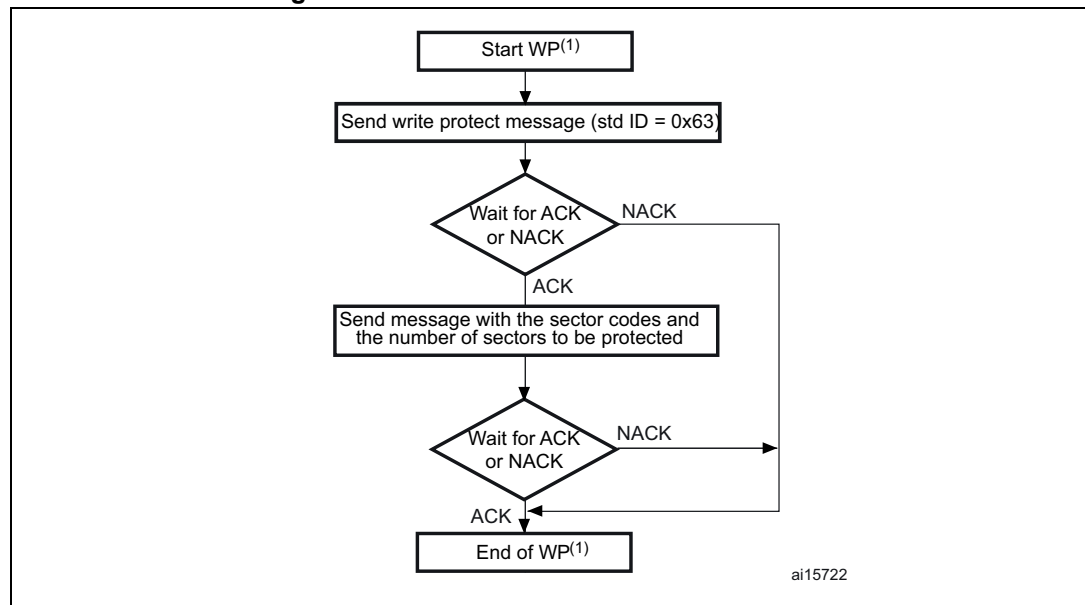 Start WP(1)
Send write protect message (std ID = 0x63)
Wait for ACK
or NACK
NACK
ACK
Send message with the sector codes and
the number of sectors to be protected
Wait for ACK
or NACK
NACK
ACK
End of WP(1)
ai15722